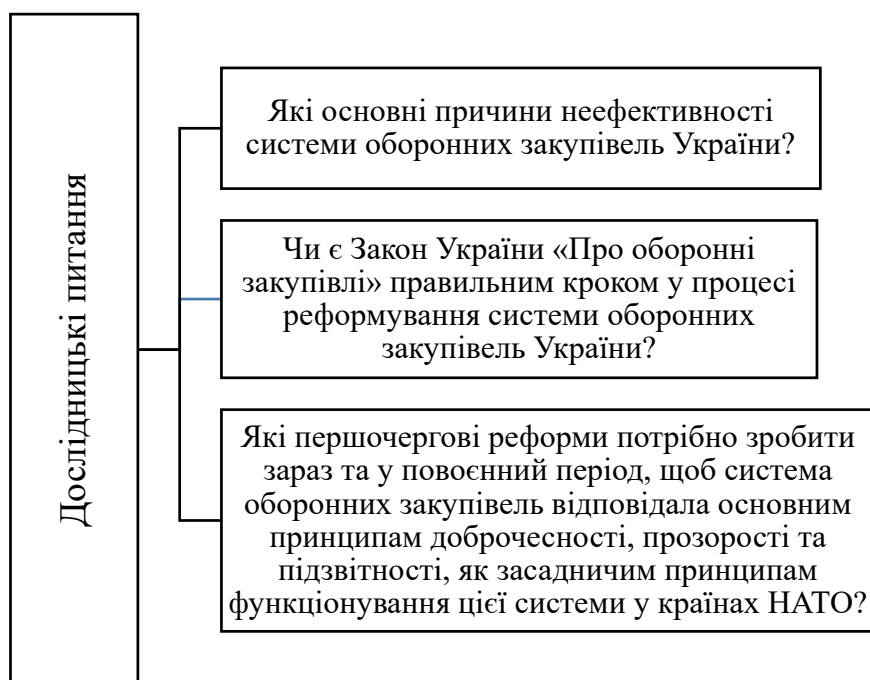 Дослідницькі питання
Які основні причини неефективності
системи оборонних закупівель України?
Чи є Закон України «Про оборонні
закупівлі» правильним кроком у процесі
реформування системи оборонних
закупівель України?
Які першочергові реформи потрібно зробити
зараз та у повоєнний період, щоб система
оборонних закупівель відповідала основним
принципам доброчесності, прозорості та
підзвітності, як засадничим принципам
функціонування цієї системи у країнах НАТО?